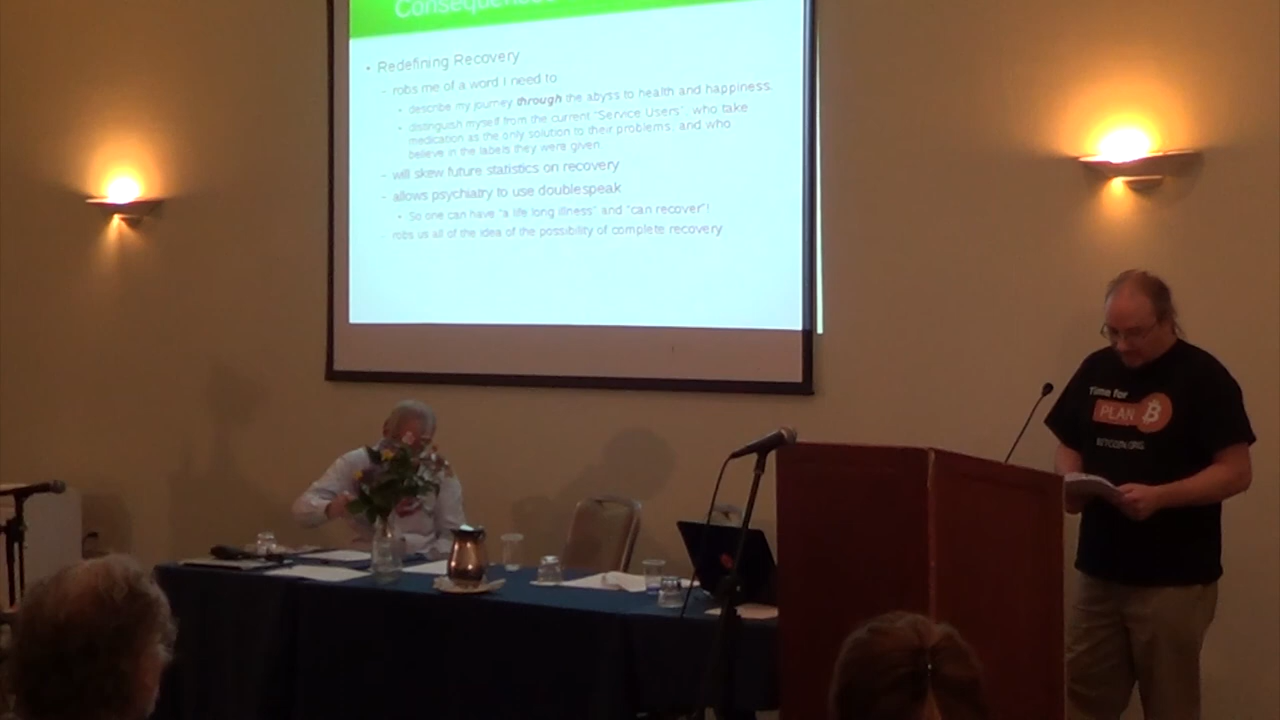 Consequences
• Redefining Recovery
– robs me of a word I need to
• describe my journey through the abyss to health and happiness.
• distinguish myself from the current "Service Users", who take
medication as the only solution to their problems, and who
believe in the labels they were given
– will skew future statistics on recovery
– allows psychiatry to use doublespeak
• So one can have "a life long illness" and "can recover"!
– robs us all of the idea of the possibility of complete recovery
Time for
PLAN B
BITCOIN.ORG